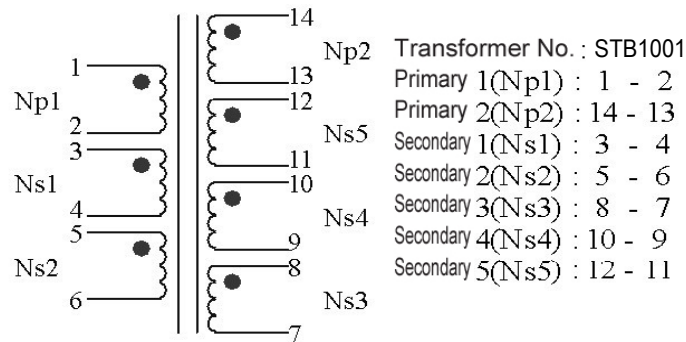 1
2
Np1
3
4
Ns1
5
6
Ns2
14
13
Np2
12
11
Ns5
10
9
Ns4
8
7
Ns3
Transformer No. : STB1001
Primary 1(Np1) : 1 - 2
Primary 2(Np2) : 14 - 13
Secondary 1(Ns1) : 3 - 4
Secondary 2(Ns2) : 5 - 6
Secondary 3(Ns3) : 8 - 7
Secondary 4(Ns4) : 10 - 9
Secondary 5(Ns5) : 12 - 11